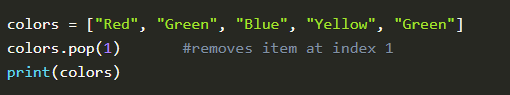 colors = ["Red", "Green", "Blue", "Yellow", "Green"]
colors.pop(1)       #removes item at index 1
print(colors)